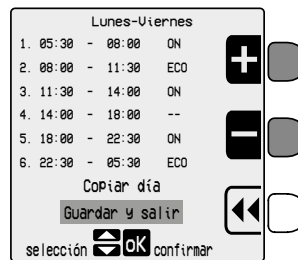 Lunes-Viernes
1. 05:30 - 08:00 ON
2. 08:00 - 11:30 ECO
3. 11:30 - 14:00 ON
4. 14:00 - 18:00 --
5. 18:00 - 22:30 ON
6. 22:30 - 05:30 ECO
Copiar día
Guardar y salir
selección OK confirmar